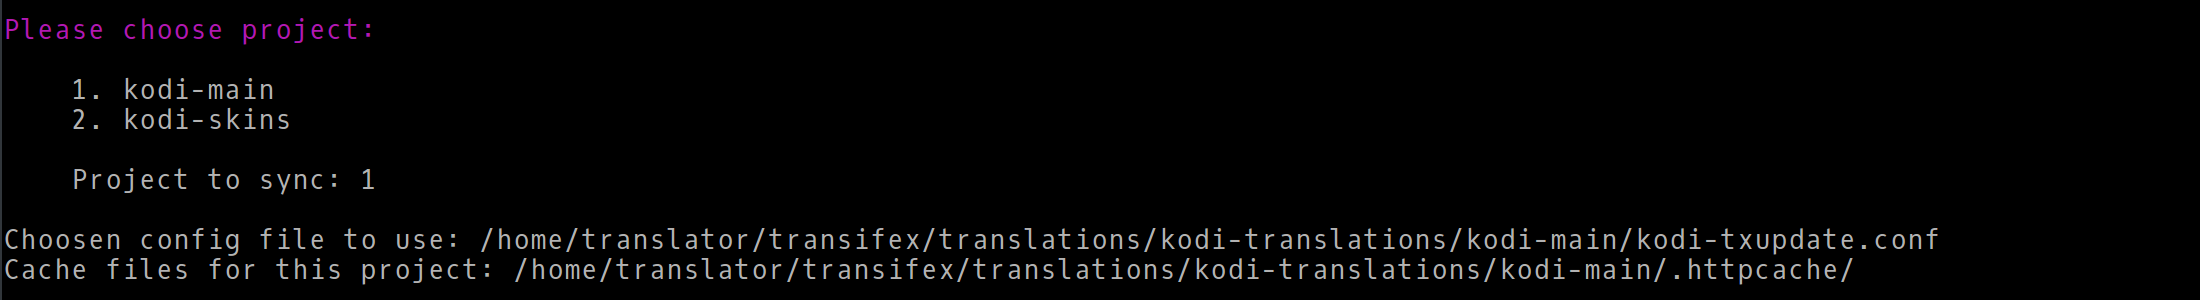 Please choose project:
1. kodi-main
2. kodi-skins
Project to sync: 1
Choosen config file to use: /home/translator/transifex/translations/kodi-translations/kodi-main/kodi-txupdate.conf
Cache files for this project: /home/translator/transifex/translations/kodi-translations/kodi-main/.httpcache/